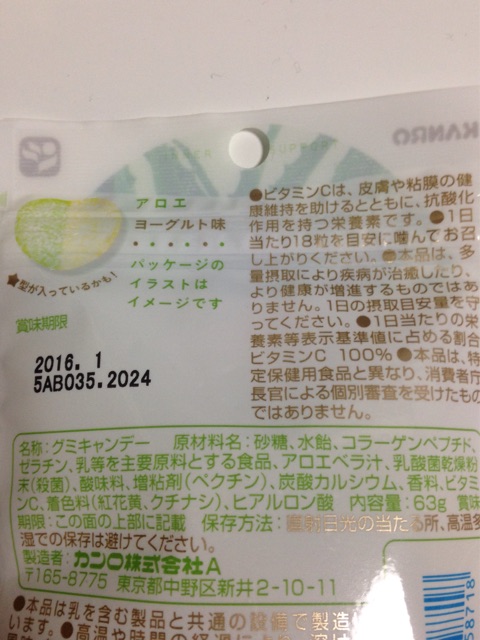 KANRO
アロエ
ヨーグルト味
パッケージの
イラストは
イメージです
★型が入っているかも!
賞味期限
2016. 1
5AB035.2024
●ビタミンCは、皮膚や粘膜の健
康維持を助けるとともに、抗酸化
作用を持つ栄養素です。●1日
当たり18粒を目安に噛んでお召
し上がりください。●本品は、多
量摂取により疾病が治癒したり、
より健康が増進するものではあ
りません。1日の摂取目安量を守
ってください。●1日当たりの栄
養素等表示基準値に占める割合
ビタミンC 100% ●本品は、特
定保健用食品と異なり、消費者庁
長官による個別審査を受けたもの
ではありません。
名称:グミキャンデー 原材料名:砂糖、水飴、コラーゲンペプチド、
ゼラチン、乳等を主要原料とする食品、アロエベラ汁、乳酸菌乾燥粉
末(殺菌)、酸味料、増粘剤(ペクチン)、炭酸カルシウム、香料、ビタミ
ンC、着色料(紅花黄、クチナシ)、ヒアルロン酸 内容量:63g 賞味
期限:この面の上部に記載 保存方法:直射日光の当たる所、高温多
湿での保存は避けてください。
製造者:カンロ株式会社A
〒165-8775 東京都中野区新井2-10-11
●本品は乳を含む製品と共通の設備で製造
います。●高温や時間の経過により
58718